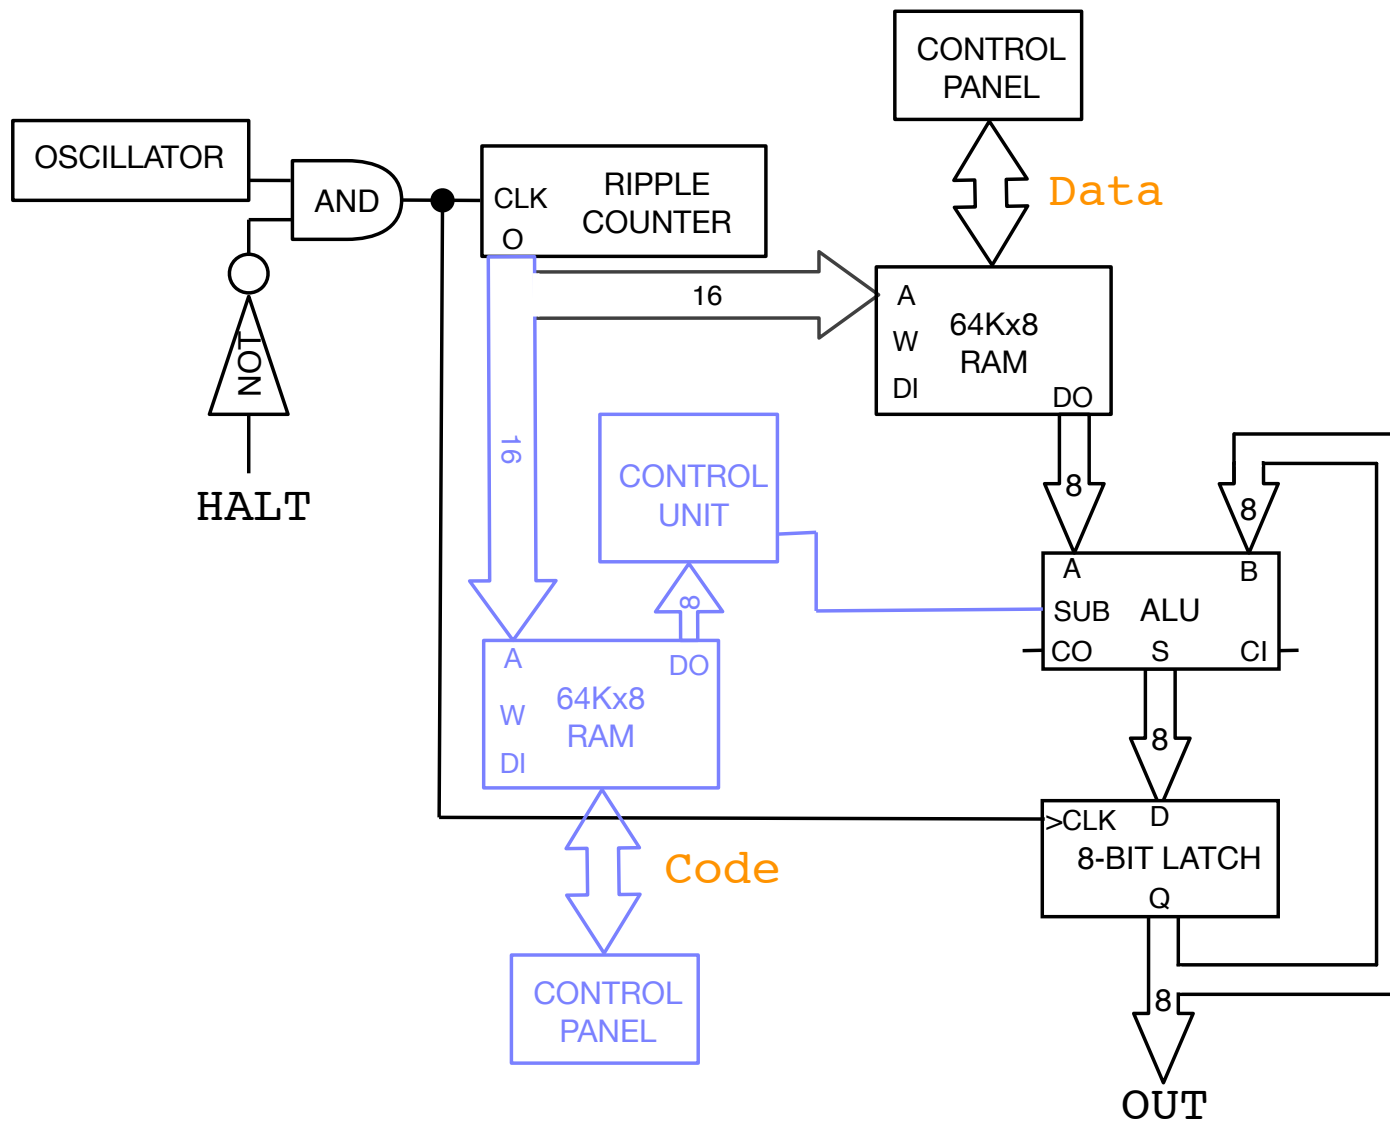 CONTROL
PANEL
OSCILLATOR
AND
CLK
RIPPLE
COUNTER
O
Data
NOT
HALT
16
16
A
W
DI
64Kx8
RAM
DO
CONTROL
UNIT
8
8
8
A
B
SUB
ALU
CO
S
CI
A
DO
W
DI
64Kx8
RAM
8
>CLK
D
8-BIT LATCH
Q
Code
CONTROL
PANEL
8
OUT